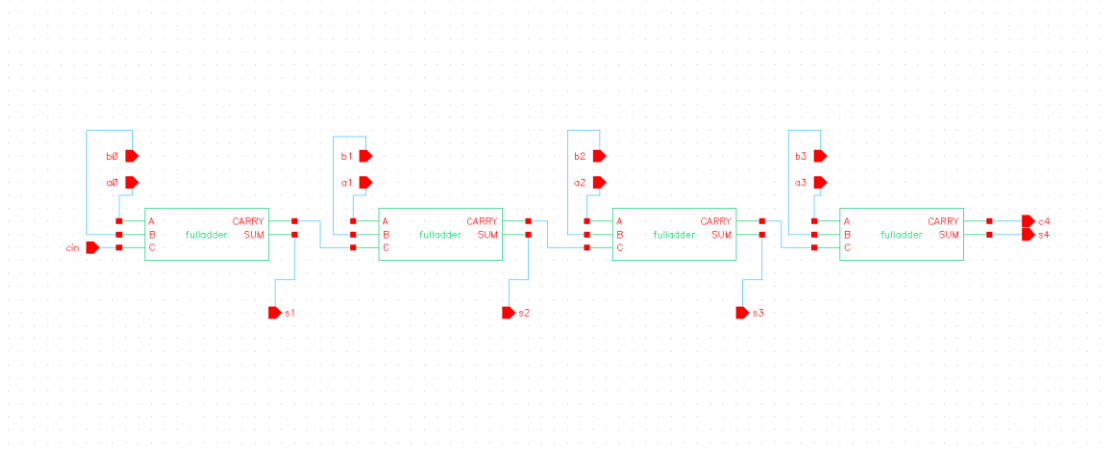 b0 b1 b2 b3
a0 a1 a2 a3
A CARRY A CARRY A CARRY A CARRY c4
B fulladder SUM B fulladder SUM B fulladder SUM B fulladder SUM s4
cin C C C C
s1 s2 s3